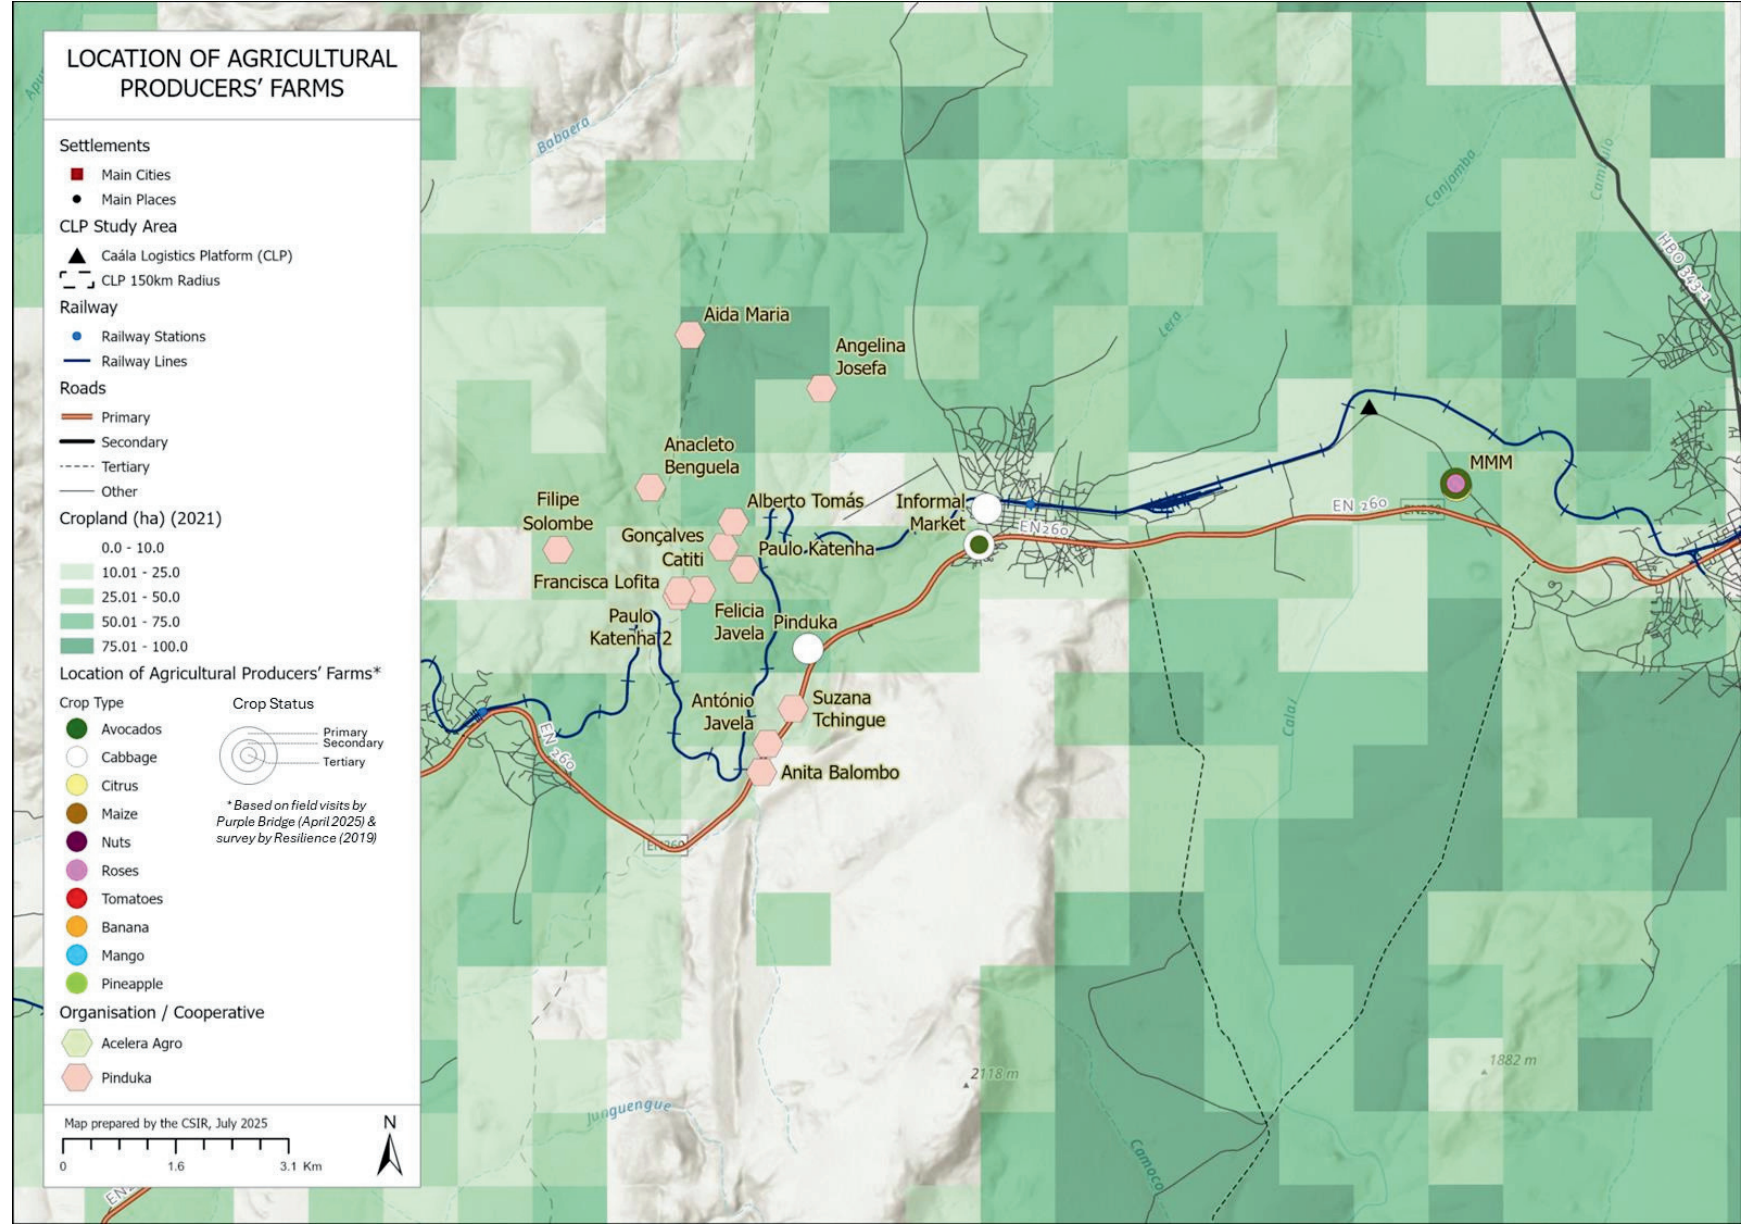 LOCATION OF AGRICULTURAL
PRODUCERS' FARMS
Settlements
Main Cities
Main Places
CLP Study Area
Caála Logistics Platform (CLP)
CLP 150km Radius
Railway
Railway Stations
Railway Lines
Roads
Primary
Secondary
Tertiary
Other
Cropland (ha) (2021)
0.0 - 10.0
10.01 - 25.0
25.01 - 50.0
50.01 - 75.0
75.01 - 100.0
Location of Agricultural Producers' Farms*
Crop Type
Avocados
Cabbage
Citrus
Maize
Nuts
Roses
Tomatoes
Banana
Mango
Pineapple
Crop Status
Primary
Secondary
Tertiary
*Based on field visits by
Purple Bridge (April 2025) &
survey by Resilience (2019)
Organisation / Cooperative
Acelera Agro
Pinduka
Map prepared by the CSIR, July 2025
0 1.6 3.1 Km
N
Babaera
Canjamba
HBO 343-1
Lera
Aida Maria
Angelina
Josefa
Anacleto
Benguela
MMM
Filipe
Solombe
Alberto Tomás
Informal
Market
EN 260
EN260
EN260
Gonçalves
Catiti
Paulo Katenha
Francisca Lofita
Paulo
Katenha 2
Felicia
Javela
Pinduka
António
Javela
Suzana
Tchingue
Anita Balombo
EN 260
EN260
Calai
2118 m
1882 m
Junguengue
Camoco